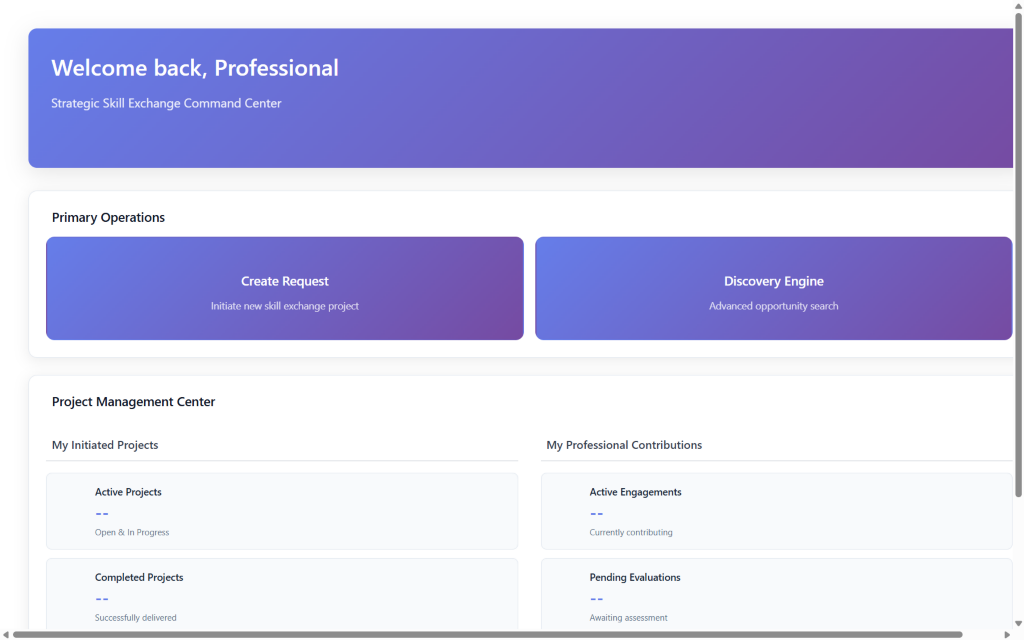 Welcome back, Professional
Strategic Skill Exchange Command Center
Primary Operations
Create Request
Initiate new skill exchange project
Discovery Engine
Advanced opportunity search
Project Management Center
My Initiated Projects
Active Projects
--
Open & In Progress
Completed Projects
--
Successfully delivered
My Professional Contributions
Active Engagements
--
Currently contributing
Pending Evaluations
--
Awaiting assessment